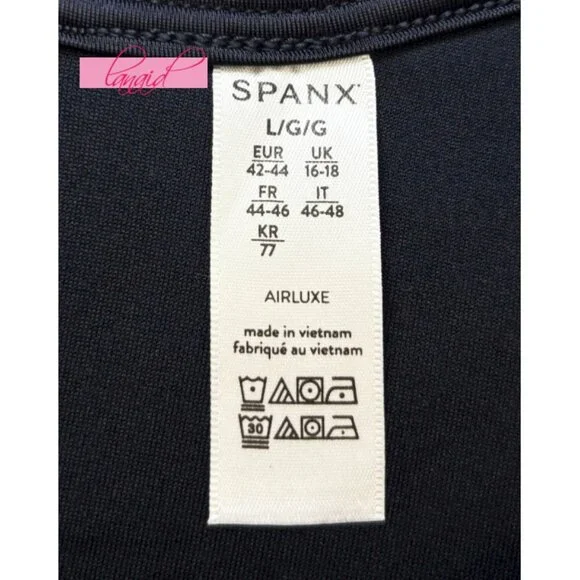 lanaid
SPANX
L/G/G
EUR UK
42-44 16-18
FR IT
44-46 46-48
KR
77
AIRLUXE
made in vietnam
fabriqué au vietnam
30